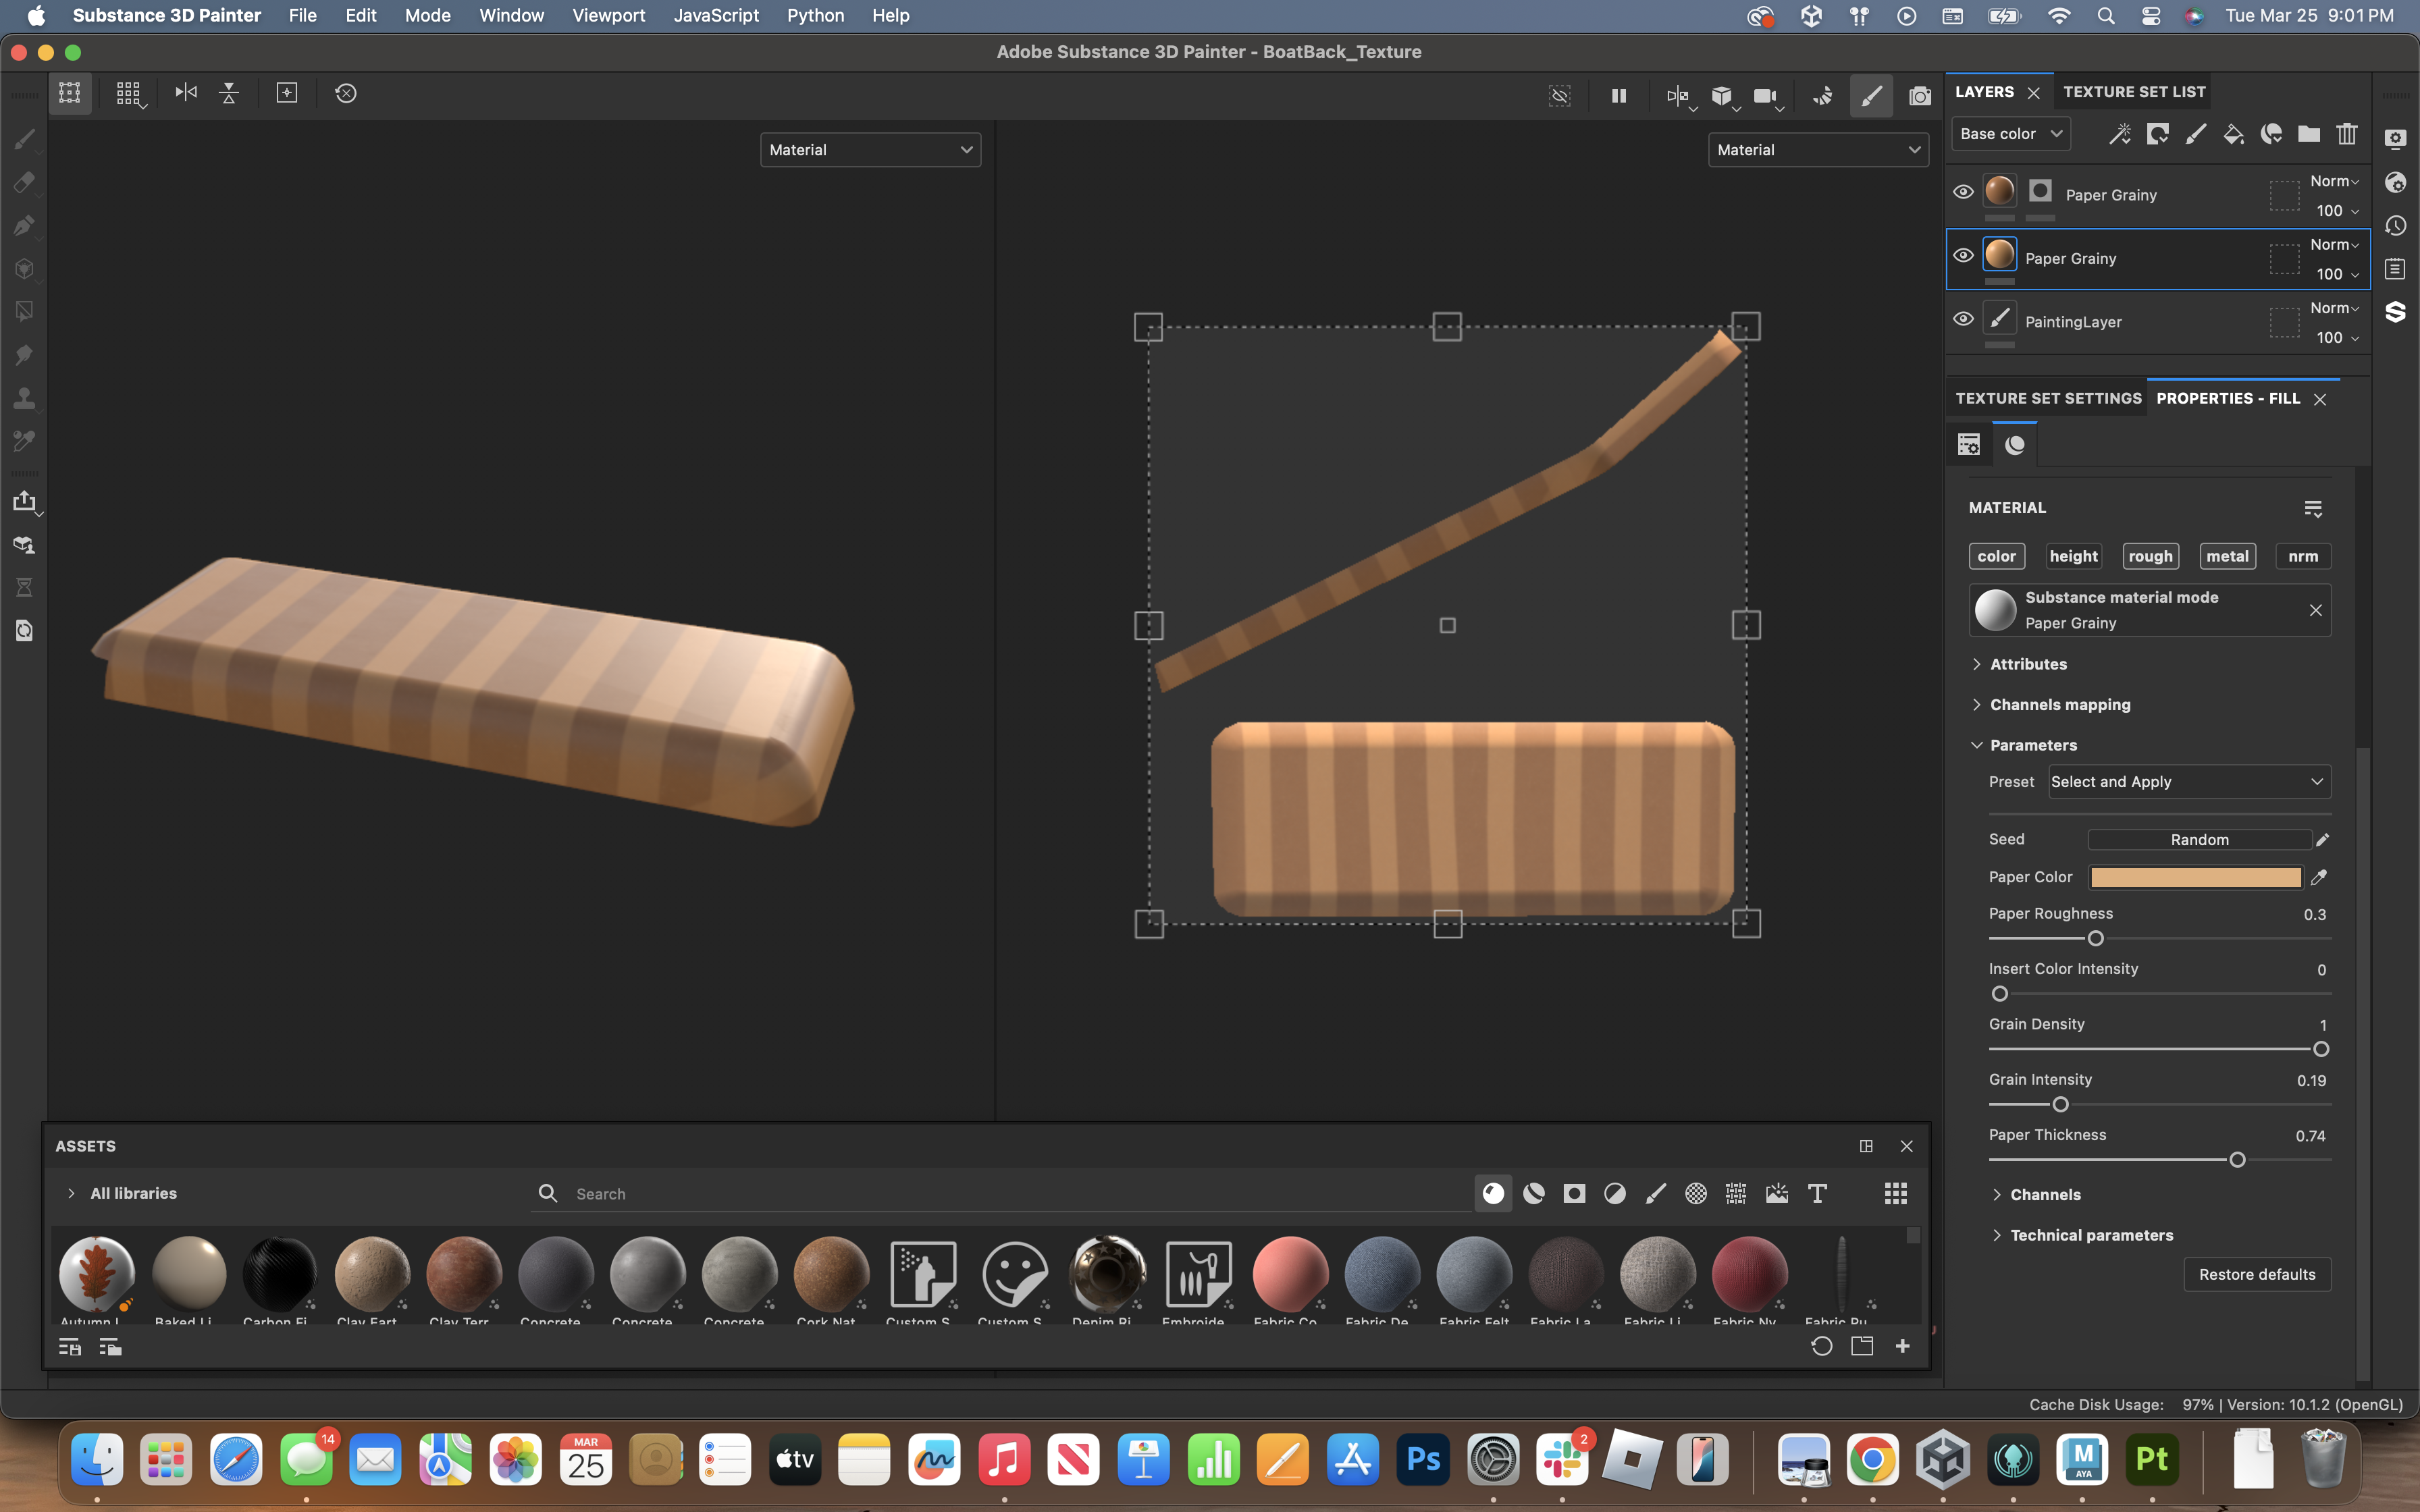 Substance 3D Painter File Edit Mode Window Viewport JavaScript Python Help Tue Mar 25 9:01 PM
Adobe Substance 3D Painter - BoatBack_Texture
Material
Material
LAYERS TEXTURE SET LIST
Base color
Paper Grainy Norm 100
Paper Grainy Norm 100
PaintingLayer Norm 100
TEXTURE SET SETTINGS PROPERTIES - FILL
MATERIAL
color height rough metal nrm
Substance material mode
Paper Grainy
Attributes
Channels mapping
Parameters
Preset Select and Apply
Seed Random
Paper Color
Paper Roughness 0.3
Insert Color Intensity 0
Grain Density 1
Grain Intensity 0.19
Paper Thickness 0.74
Channels
Technical parameters
Restore defaults
ASSETS
All libraries Search
Autumn L... Baked Li... Carbon Fi... Clay Eart... Clay Terr... Concrete... Concrete... Concrete... Cork Nat... Custom S... Custom S... Denim Ri... Embroide... Fabric Co... Fabric De... Fabric Felt Fabric La... Fabric Li... Fabric Ny... Fabric Pu...
Cache Disk Usage: 97% | Version: 10.1.2 (OpenGL)
14 MAR 25 tv Ps 2 M AYA Pt